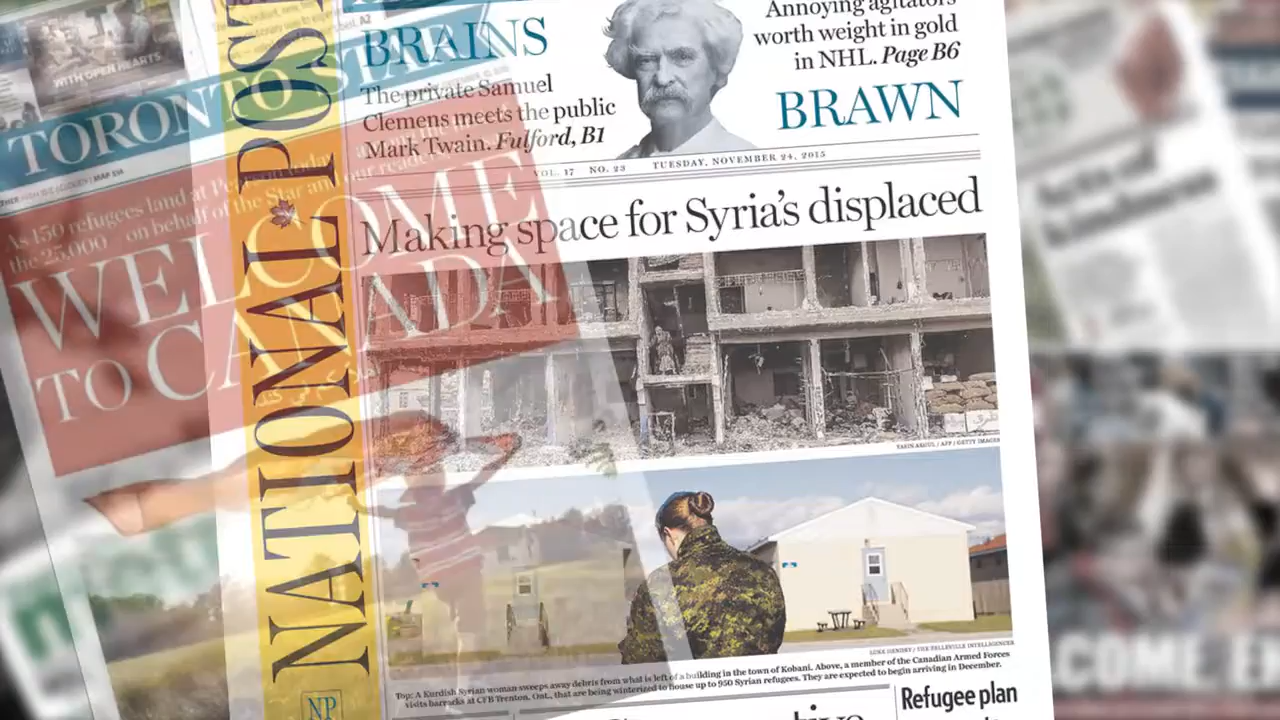 WITH OPEN HEARTS
TORONTO STAR
As 150 refugees land at Pearson today
the 25,000 on behalf of the Star and our readers
WELCOME
TO CANADA
NATIONAL POST
NP
BRAINS
The private Samuel
Clemens meets the public
Mark Twain. Fulford, B1
Annoying agitators
worth weight in gold
in NHL. Page B6
BRAWN
VOL. 17 NO. 23 TUESDAY, NOVEMBER 24, 2015
Making space for Syria's displaced
YASIN AKGUL / AFP / GETTY IMAGES
LUKE HENDRY / THE BELLEVILLE INTELLIGENCER
Top: A Kurdish Syrian woman sweeps away debris from what is left of a building in the town of Kobani. Above, a member of the Canadian Armed Forces
visits barracks at CFB Trenton, Ont., that are being winterized to house up to 950 Syrian refugees. They are expected to begin arriving in December.
Refugee plan